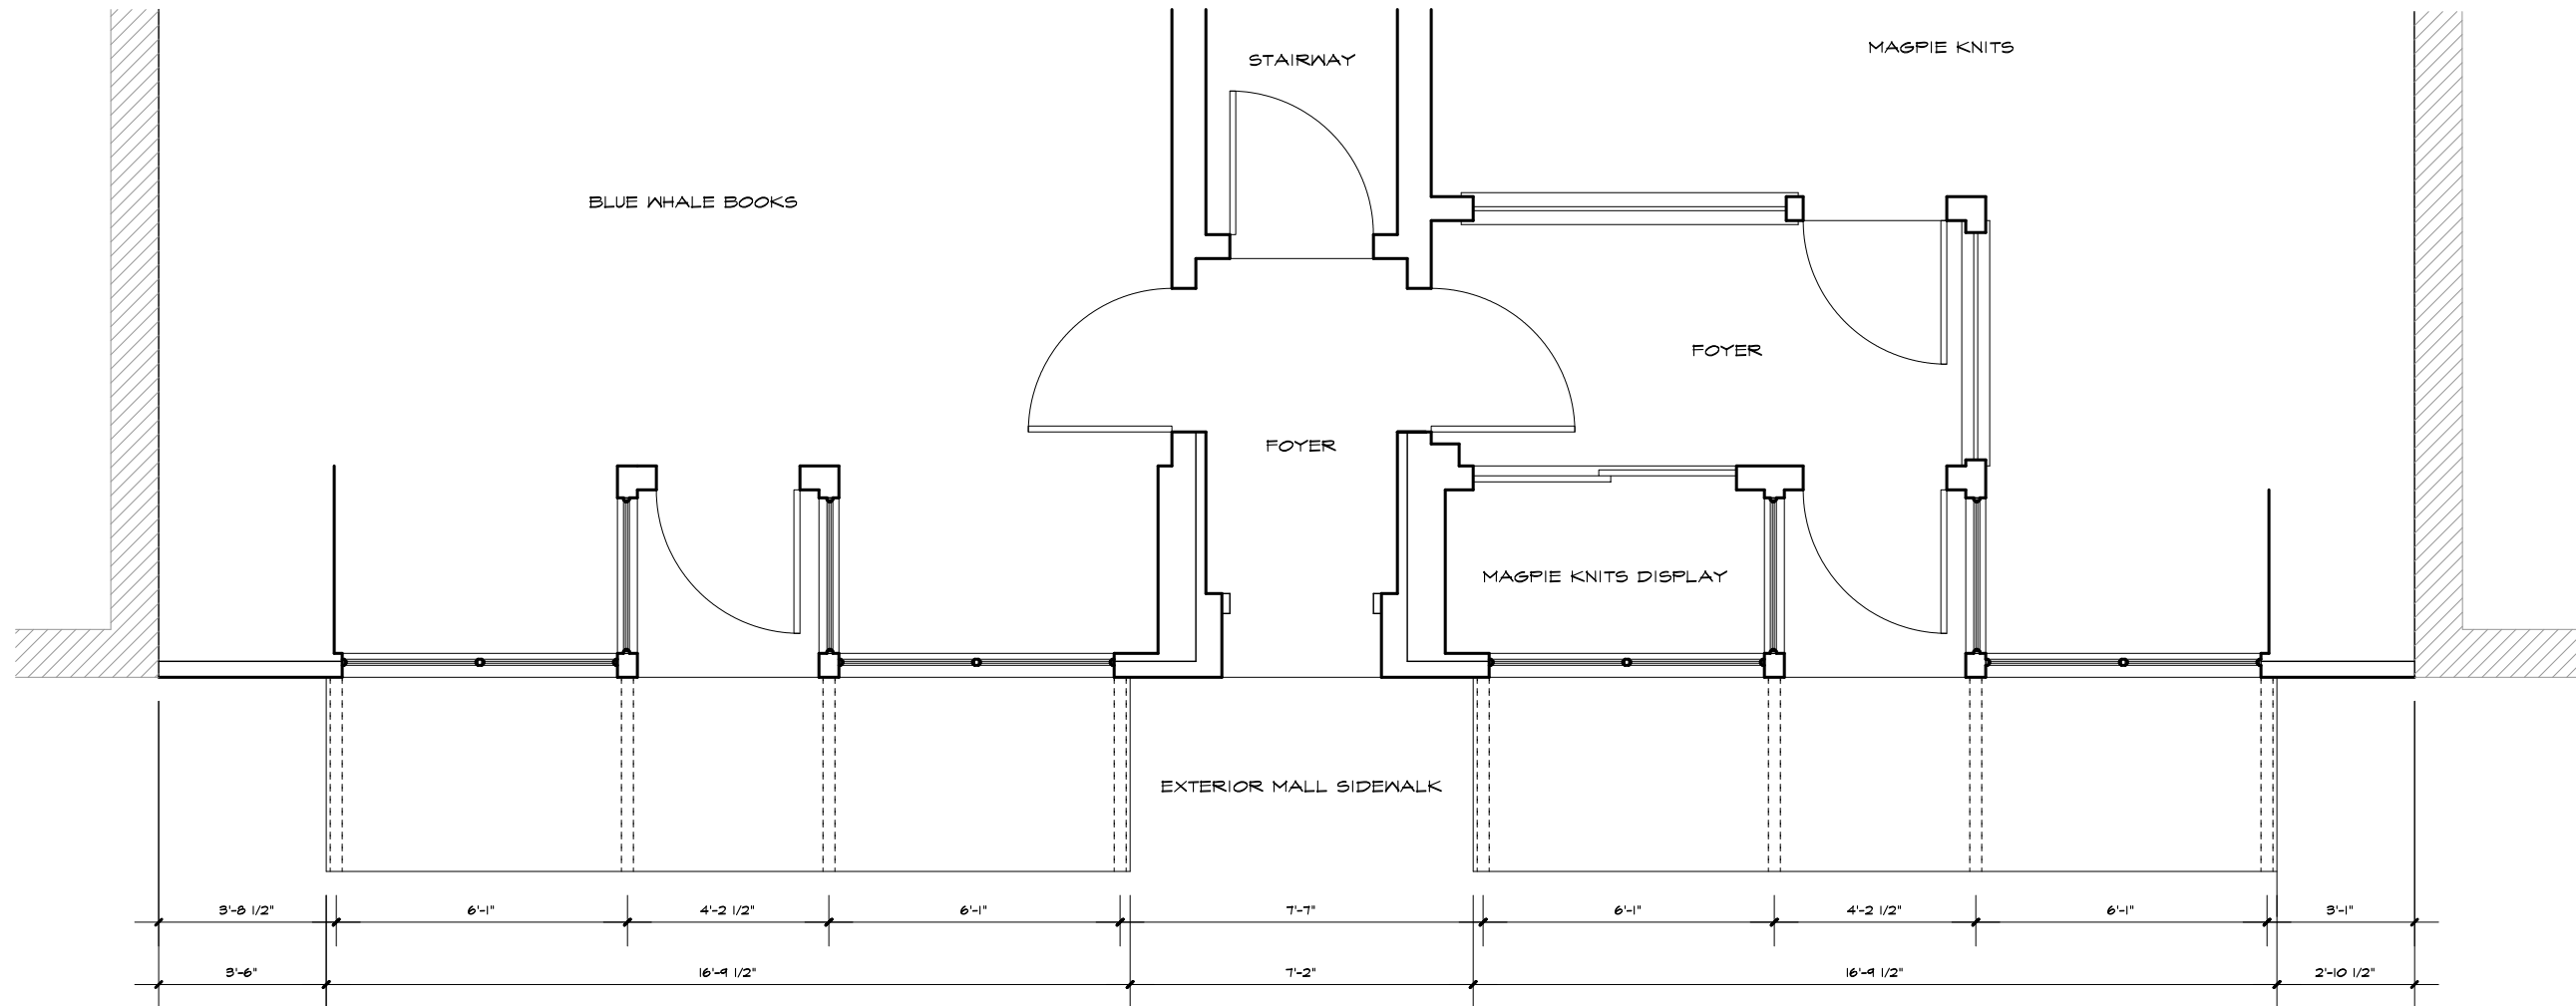 STAIRWAY
MAGPIE KNITS
BLUE WHALE BOOKS
FOYER
FOYER
MAGPIE KNITS DISPLAY
EXTERIOR MALL SIDEWALK
3'-8 1/2" 6'-1" 4'-2 1/2" 6'-1" 7'-7" 6'-1" 4'-2 1/2" 6'-1" 3'-1"
3'-6" 16'-9 1/2" 7'-2" 16'-9 1/2" 2'-10 1/2"